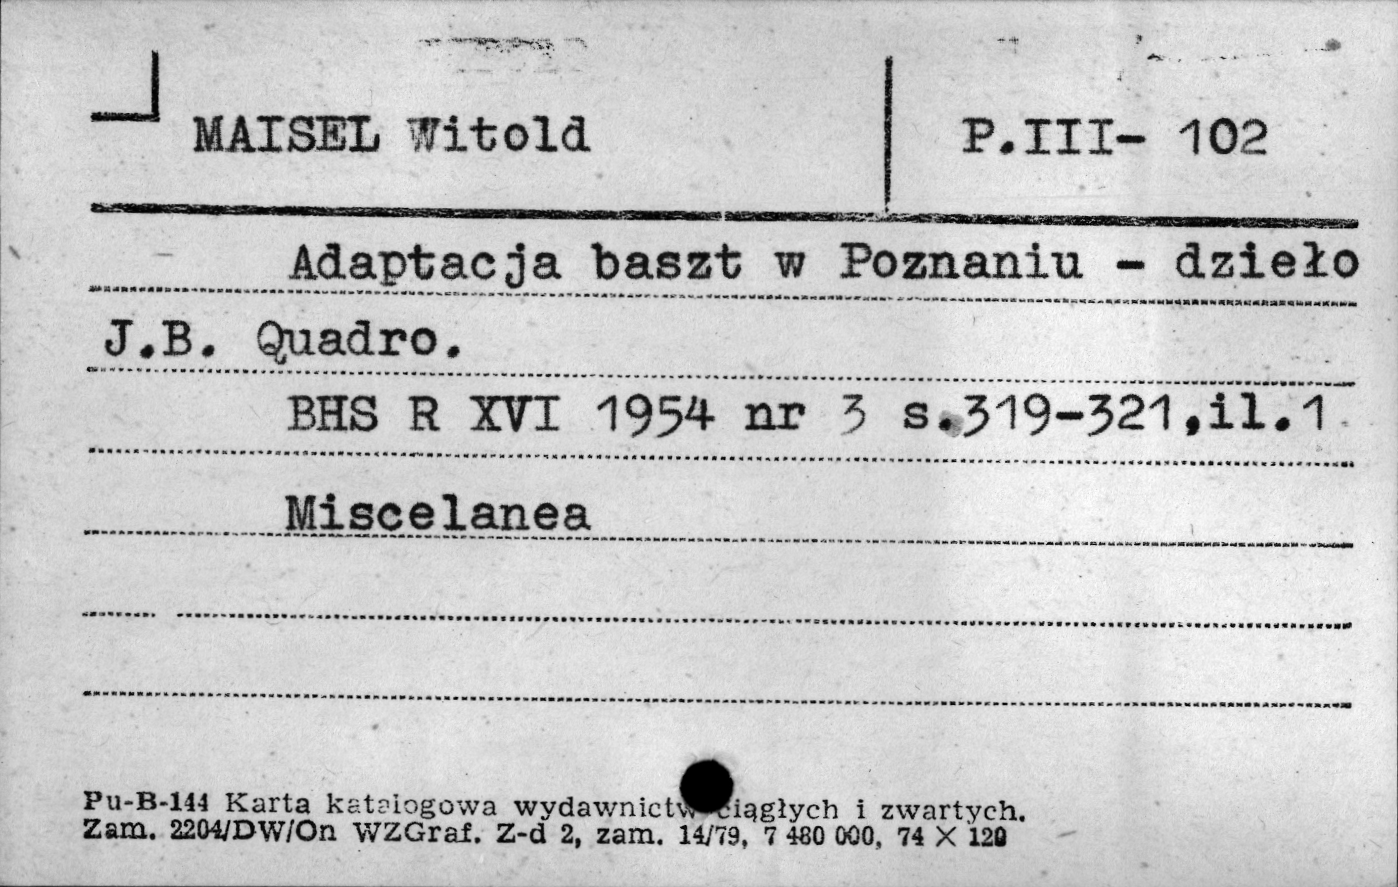 MAISEL Witold
P.III- 102
Adaptacja baszt w Poznaniu - dzieło
J.B. Quadro.
BHS R XVI 1954 nr 3 s.319-321,il.1
Miscelanea
Pu-B-144 Karta katalogowa wydawnictw ciągłych i zwartych.
Zam. 2204/DW/On WZGraf. Z-d 2, zam. 14/79, 7 480 000, 74 X 120